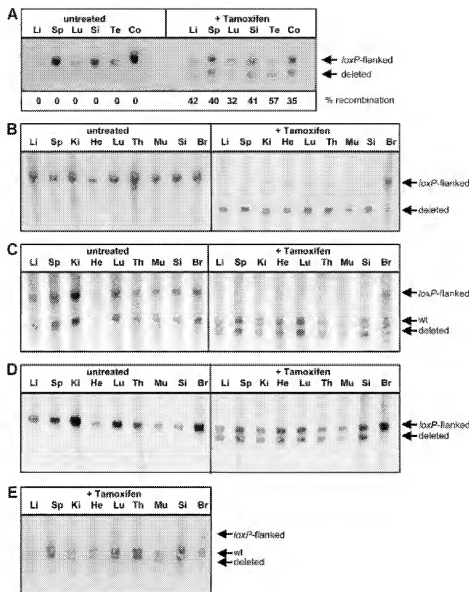 A
untreated + Tamoxifen
Li Sp Lu Si Te Co Li Sp Lu Si Te Co
loxP-flanked
deleted
0 0 0 0 0 0 42 40 32 41 57 35 % recombination
B
untreated + Tamoxifen
Li Sp Ki He Lu Th Mu Si Br Li Sp Ki He Lu Th Mu Si Br
loxP-flanked
deleted
C
untreated + Tamoxifen
Li Sp Ki He Lu Th Mu Si Br Li Sp Ki He Lu Th Mu Si Br
loxP-flanked
wt
deleted
D
untreated + Tamoxifen
Li Sp Ki He Lu Th Mu Si Br Li Sp Ki He Lu Th Mu Si Br
loxP-flanked
deleted
E
+ Tamoxifen
Li Sp Ki He Lu Th Mu Si Br
loxP-flanked
wt
deleted